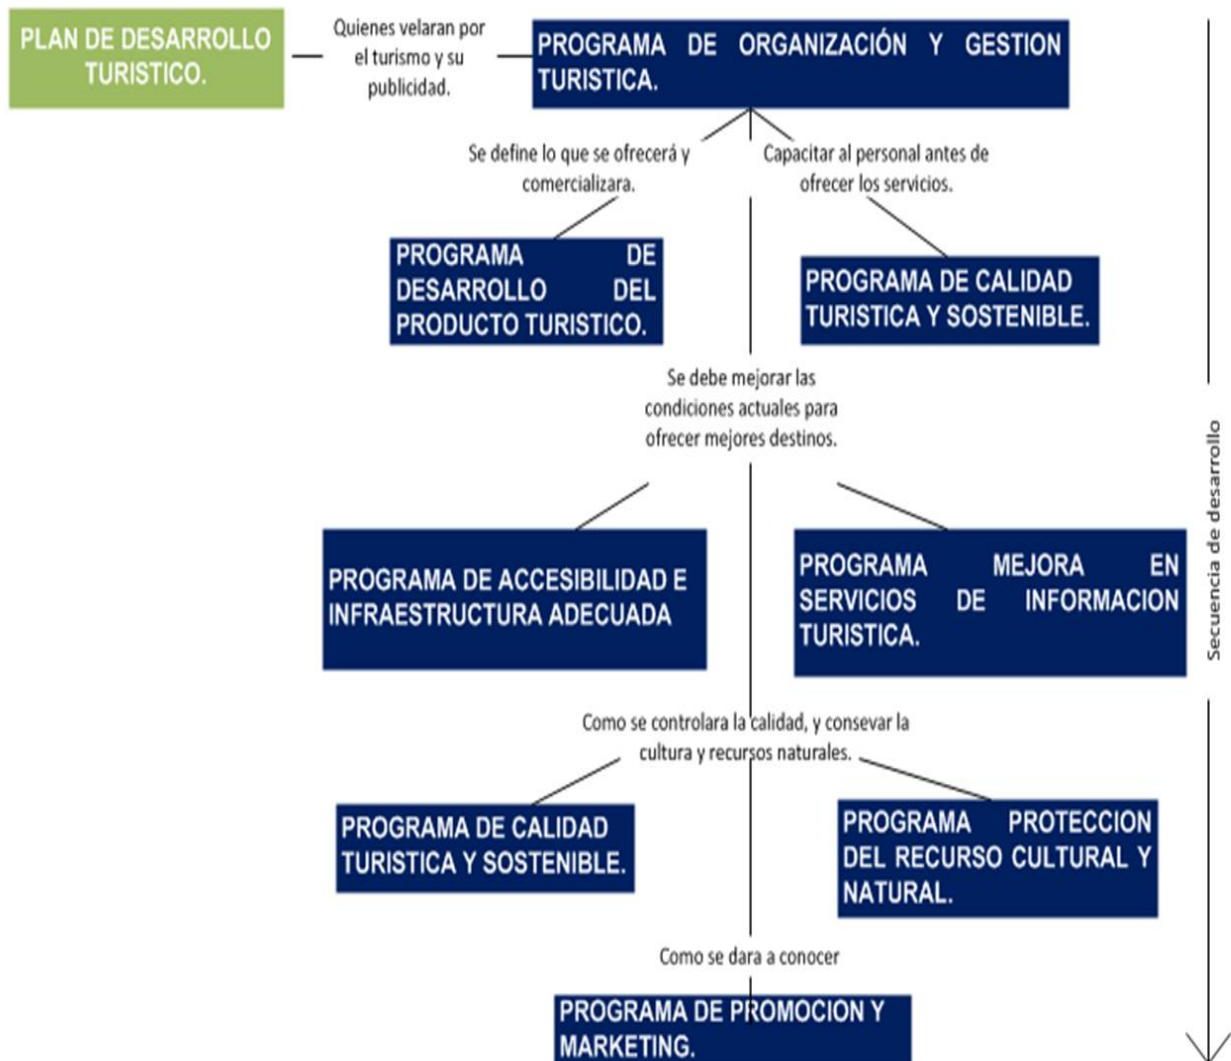 PLAN DE DESARROLLO
TURISTICO.
Quienes velaran por
el turismo y su
publicidad.
PROGRAMA DE ORGANIZACIÓN Y GESTION
TURISTICA.
Se define lo que se ofrecerá y
comercializara.
Capacitar al personal antes de
ofrecer los servicios.
PROGRAMA DE
DESARROLLO DEL
PRODUCTO TURISTICO.
PROGRAMA DE CALIDAD
TURISTICA Y SOSTENIBLE.
Se debe mejorar las
condiciones actuales para
ofrecer mejores destinos.
PROGRAMA DE ACCESIBILIDAD E
INFRAESTRUCTURA ADECUADA
PROGRAMA MEJORA EN
SERVICIOS DE INFORMACION
TURISTICA.
Secuencia de desarrollo
Como se controlara la calidad, y consevar la
cultura y recursos naturales.
PROGRAMA DE CALIDAD
TURISTICA Y SOSTENIBLE.
PROGRAMA PROTECCION
DEL RECURSO CULTURAL Y
NATURAL.
Como se dara a conocer
PROGRAMA DE PROMOCION Y
MARKETING.